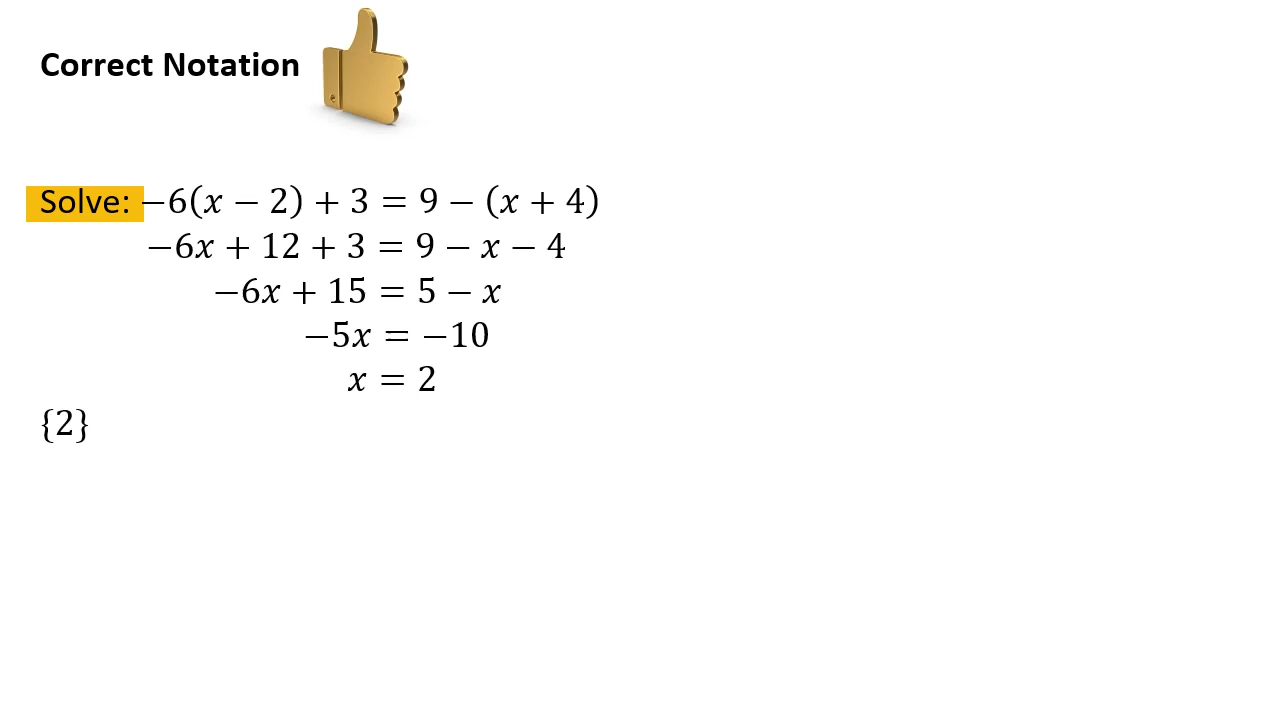 Correct Notation
Solve: −6(x − 2) + 3 = 9 − (x + 4)
−6x + 12 + 3 = 9 − x − 4
−6x + 15 = 5 − x
−5x = −10
x = 2
{2}